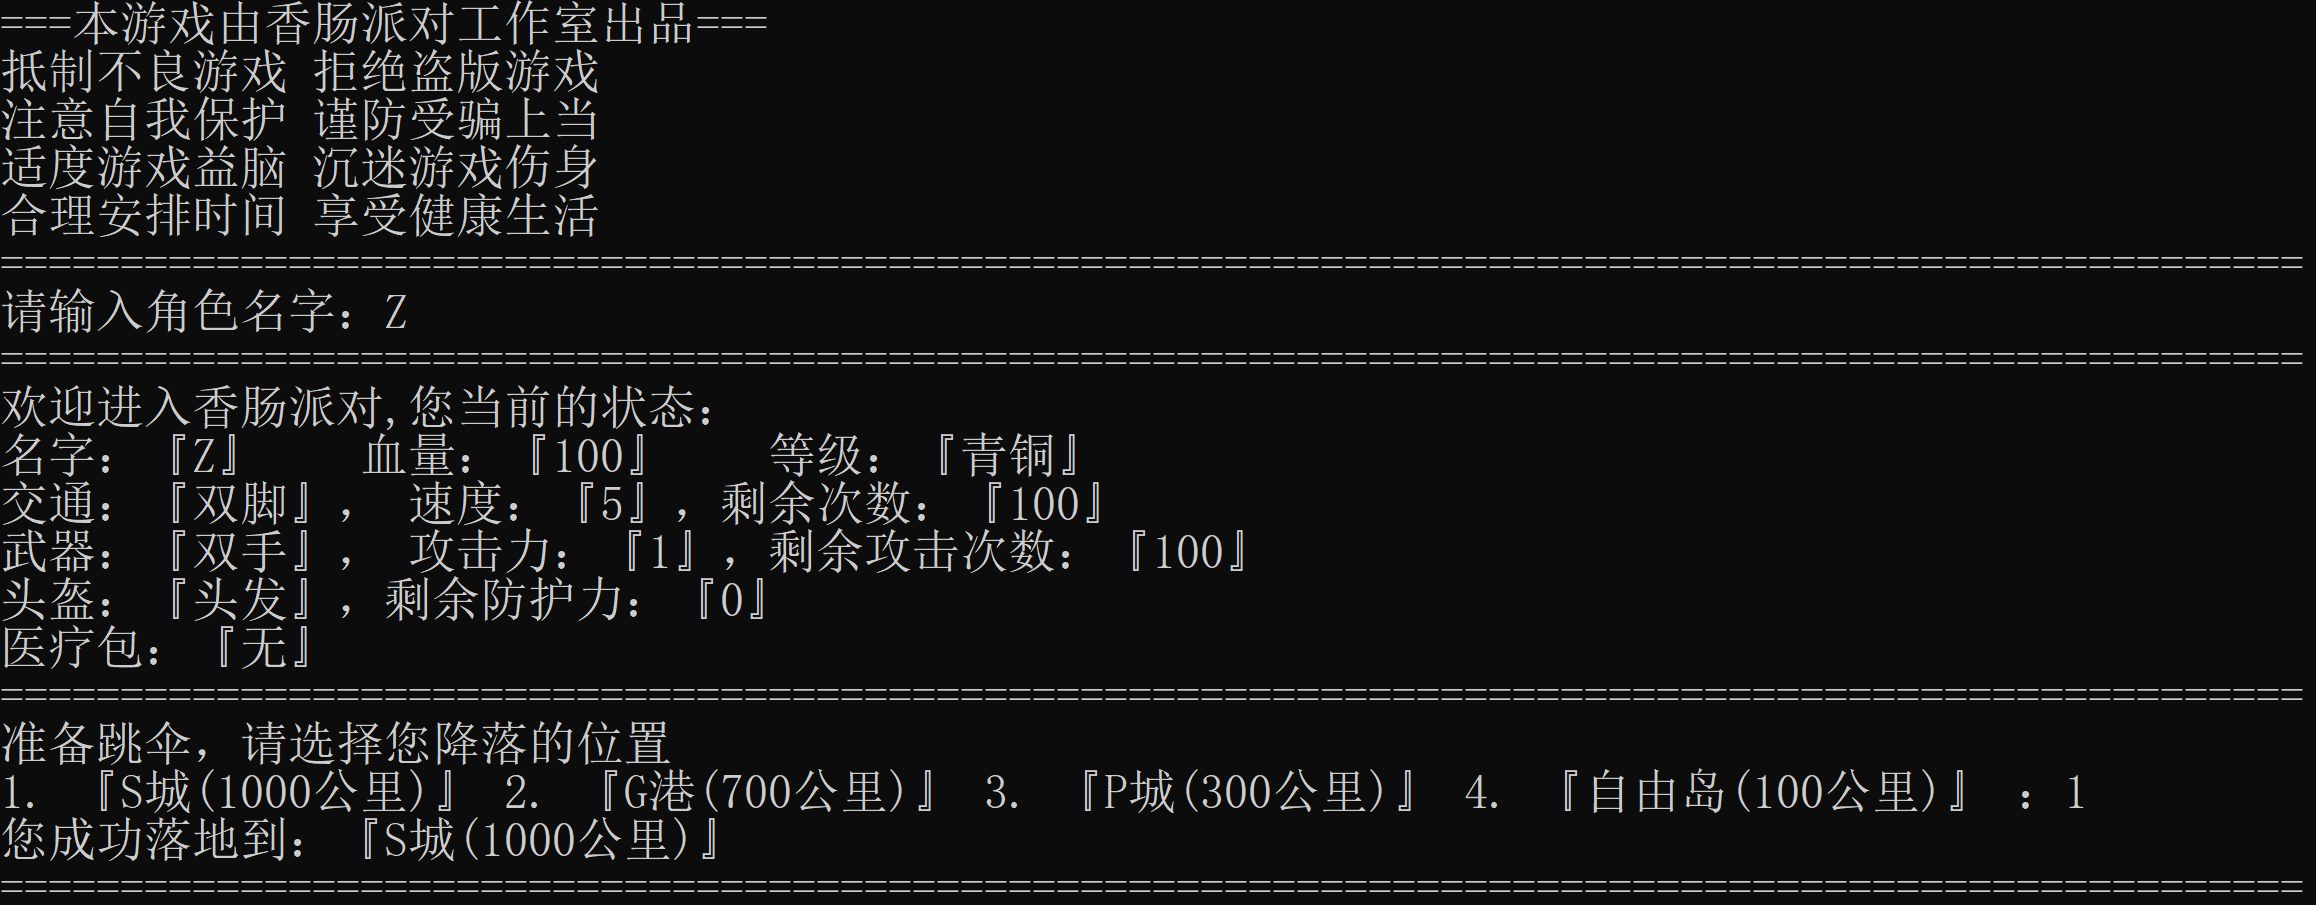 ===本游戏由香肠派对工作室出品===
抵制不良游戏 拒绝盗版游戏
注意自我保护 谨防受骗上当
适度游戏益脑 沉迷游戏伤身
合理安排时间 享受健康生活
================================================================================================
请输入角色名字：Z
================================================================================================
欢迎进入香肠派对,您当前的状态：
名字：『Z』    血量：『100』    等级：『青铜』
交通：『双脚』， 速度：『5』，剩余次数：『100』
武器：『双手』， 攻击力：『1』，剩余攻击次数：『100』
头盔：『头发』，剩余防护力：『0』
医疗包：『无』
================================================================================================
准备跳伞，请选择您降落的位置
1. 『S城(1000公里)』 2. 『G港(700公里)』 3. 『P城(300公里)』 4. 『自由岛(100公里)』 ：1
您成功落地到：『S城(1000公里)』
================================================================================================